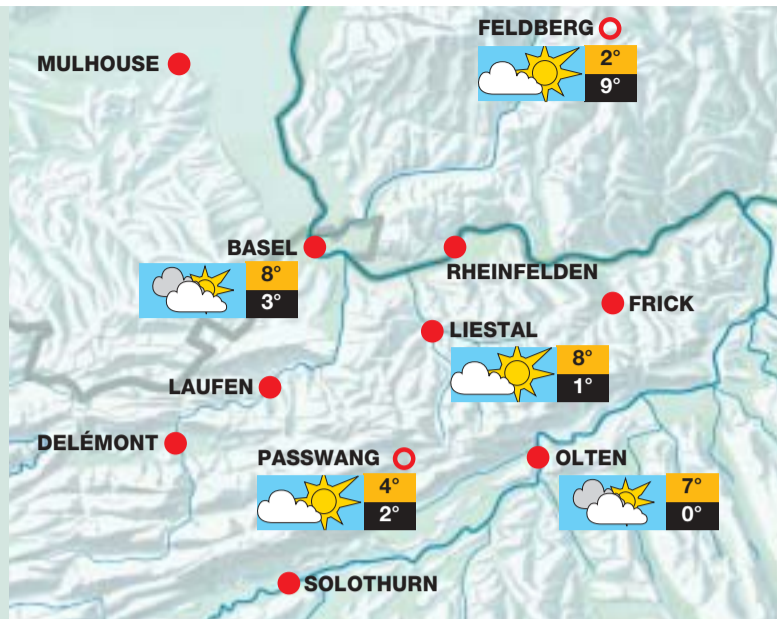 FELDBERG
2°
9°
MULHOUSE
BASEL
8°
3°
RHEINFELDEN
FRICK
LIESTAL
8°
1°
LAUFEN
DELÉMONT
PASSWANG
4°
2°
OLTEN
7°
0°
SOLOTHURN